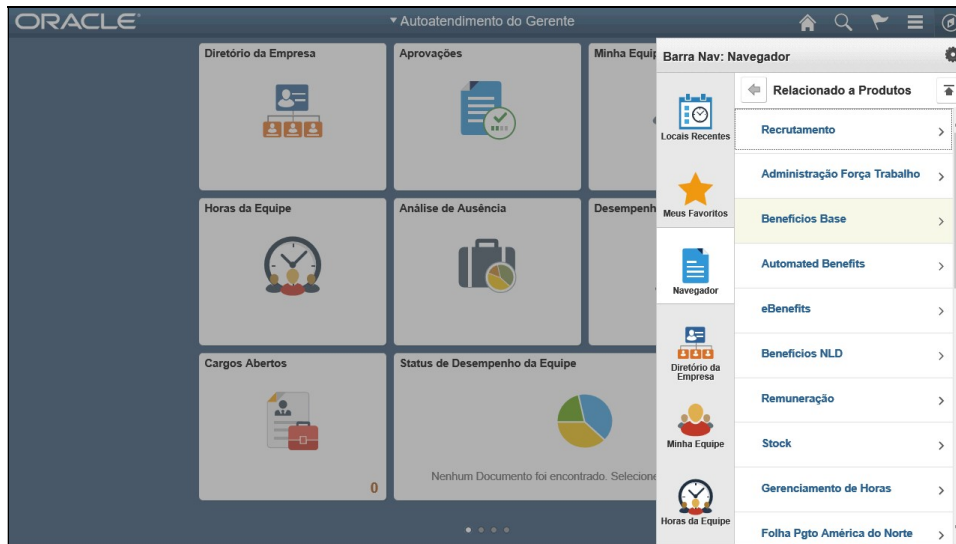 ORACLE
Autoatendimento do Gerente
Diretório da Empresa
Aprovações
Minha Equip
Horas da Equipe
Análise de Ausência
Desempenh
Cargos Abertos
0
Status de Desempenho da Equipe
Nenhum Documento foi encontrado. Selecione
Barra Nav: Navegador
Locais Recentes
Meus Favoritos
Navegador
Diretório da
Empresa
Minha Equipe
Horas da Equipe
Relacionado a Produtos
Recrutamento
Administração Força Trabalho
Benefícios Base
Automated Benefits
eBenefits
Benefícios NLD
Remuneração
Stock
Gerenciamento de Horas
Folha Pgto América do Norte